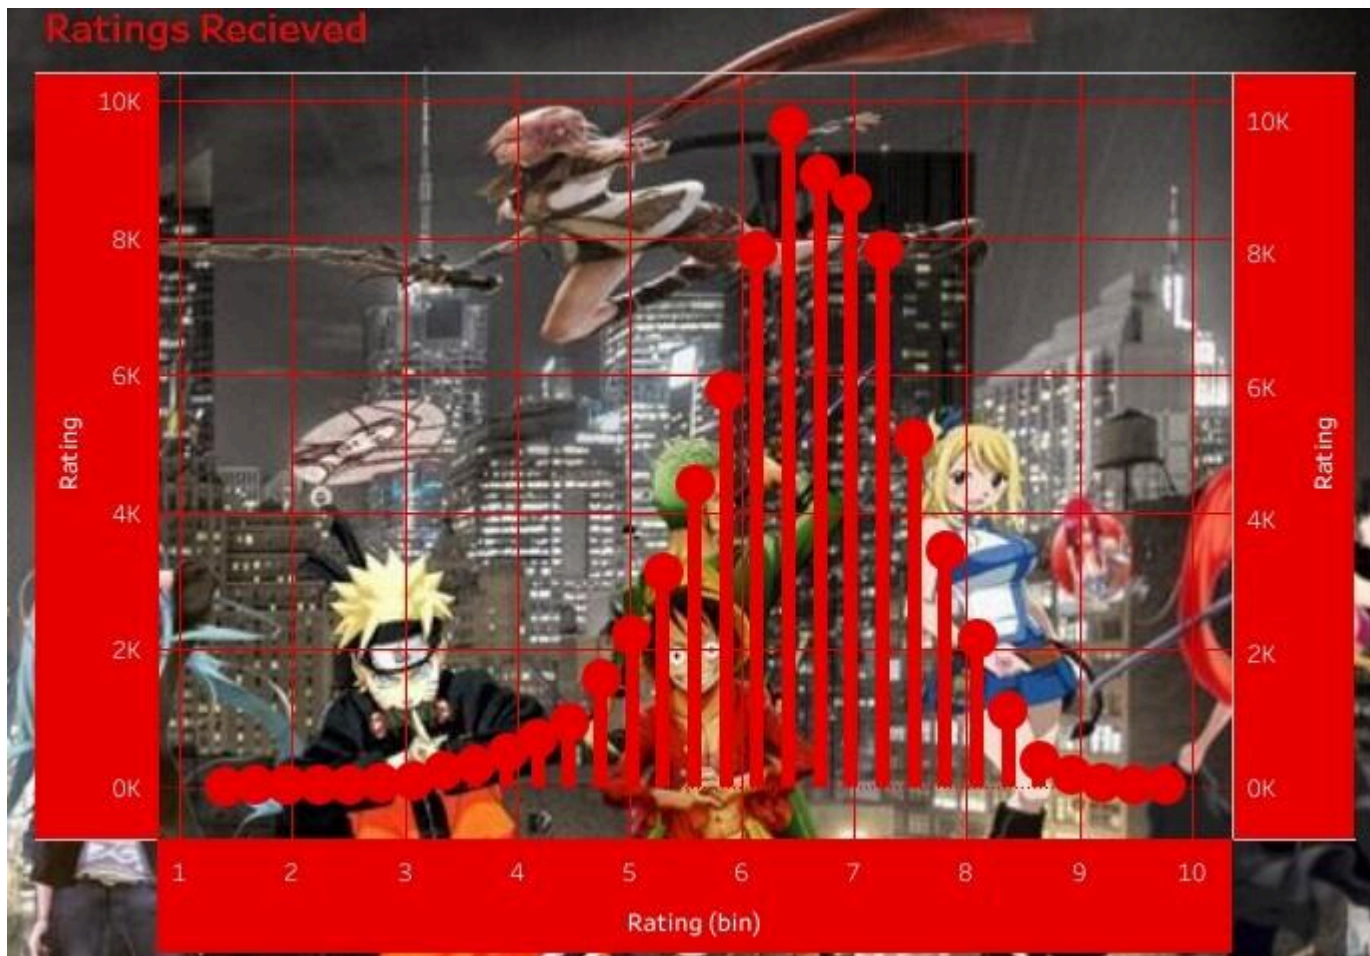 Ratings Recieved
10K
8K
6K
4K
2K
0K
Rating
10K
8K
6K
4K
2K
0K
Rating
1 2 3 4 5 6 7 8 9 10
Rating (bin)